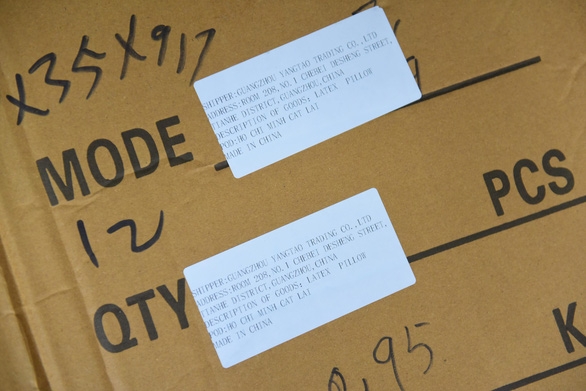 X35X9,7
SHIPPER:GUANGZHOU YANGTAO TRADING CO.,LTD
ADDRESS:ROOM 208,NO.1 CHEBEI DESHENG STREET,
TIANHE DISTRICT,GUANGZHOU,CHINA
DESCRIPTION OF GOODS: LATEX PILLOW
POD:HO CHI MINH CAT LAI
MADE IN CHINA
MODE
PCS
12
SHIPPER:GUANGZHOU YANGTAO TRADING CO.,LTD
ADDRESS:ROOM 208,NO.1 CHEBEI DESHENG STREET,
TIANHE DISTRICT,GUANGZHOU,CHINA
DESCRIPTION OF GOODS: LATEX PILLOW
POD:HO CHI MINH CAT LAI
MADE IN CHINA
QTY
K